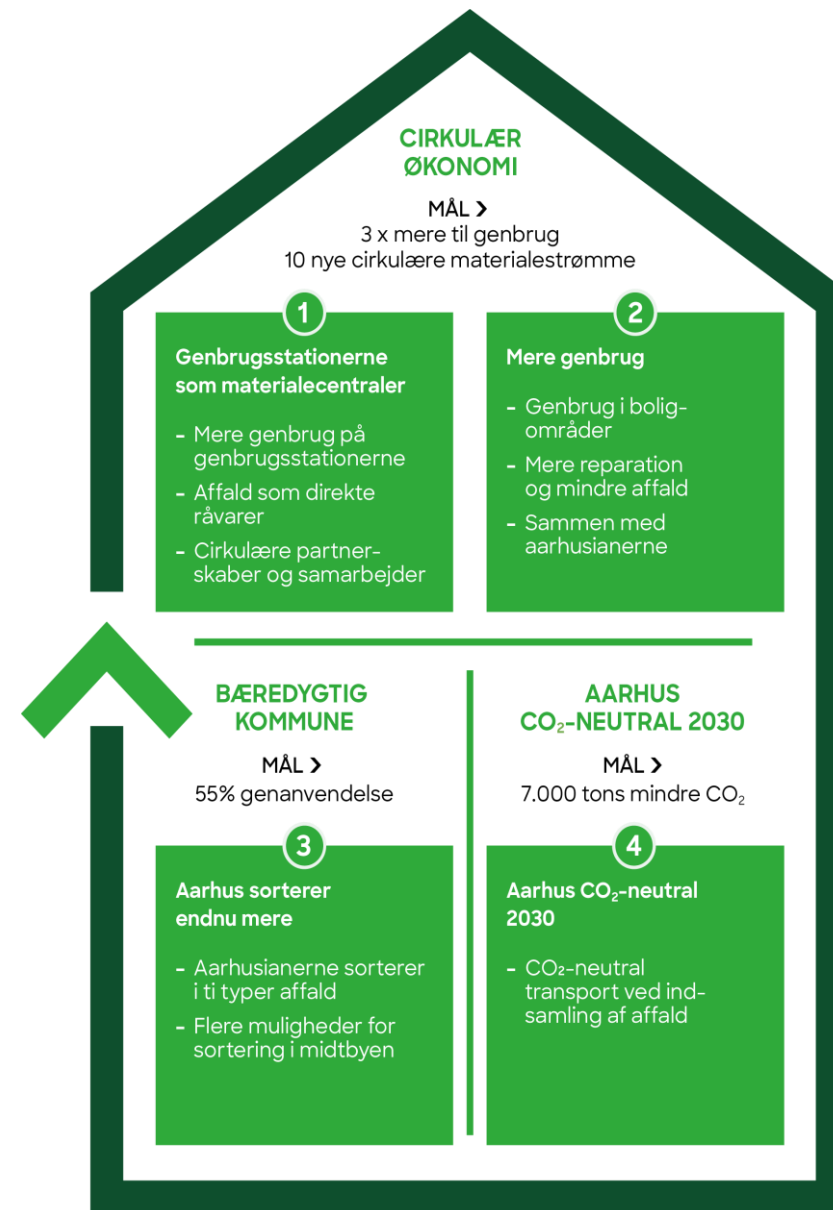 CIRKULÆR
ØKONOMI
MÅL >
3 x mere til genbrug
10 nye cirkulære materialestrømme
1
Genbrugsstationerne
som materialecentraler
- Mere genbrug på
genbrugsstationerne
- Affald som direkte
råvarer
- Cirkulære partner-
skaber og samarbejder
2
Mere genbrug
- Genbrug i bolig-
områder
- Mere reparation
og mindre affald
- Sammen med
aarhusianerne
BÆREDYGTIG
KOMMUNE
MÅL >
55% genanvendelse
3
Aarhus sorterer
endnu mere
- Aarhusianerne sorterer
i ti typer affald
- Flere muligheder for
sortering i midtbyen
AARHUS
CO₂-NEUTRAL 2030
MÅL >
7.000 tons mindre CO₂
4
Aarhus CO₂-neutral
2030
- CO₂-neutral
transport ved ind-
samling af affald